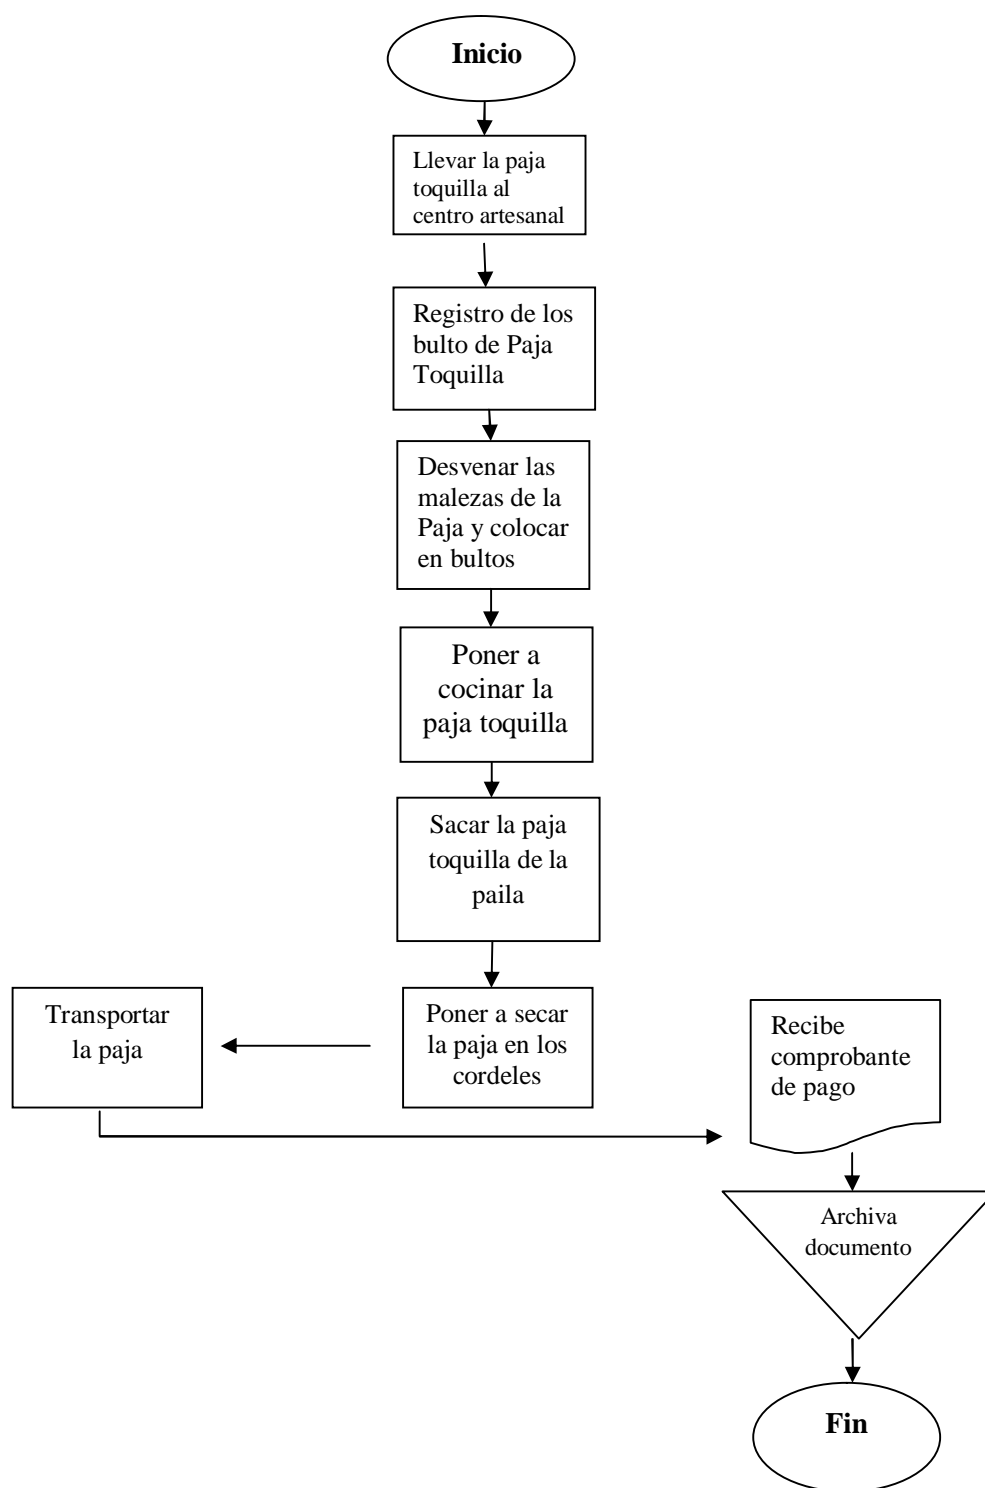 Inicio
Llevar la paja
toquilla al
centro artesanal
Registro de los
bulto de Paja
Toquilla
Desvenar las
malezas de la
Paja y colocar
en bultos
Poner a
cocinar la
paja toquilla
Sacar la paja
toquilla de la
paila
Poner a secar
la paja en los
cordeles
Transportar
la paja
Recibe
comprobante
de pago
Archiva
documento
Fin